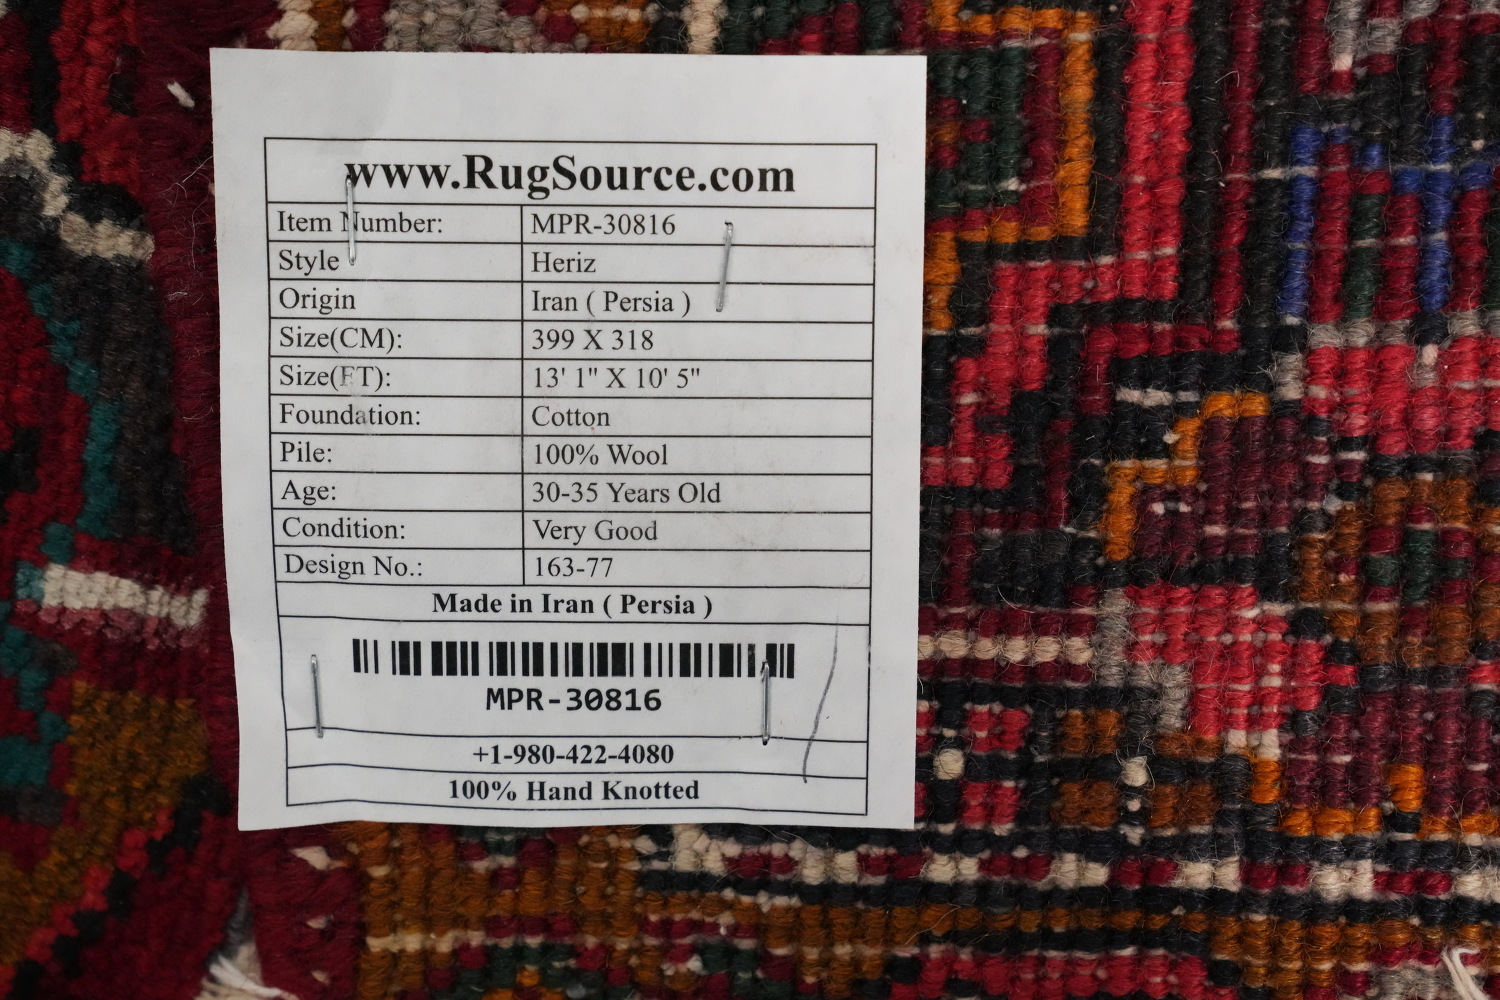 www.RugSource.com
Item Number: MPR-30816
Style Heriz
Origin Iran ( Persia )
Size(CM): 399 X 318
Size(FT): 13' 1" X 10' 5"
Foundation: Cotton
Pile: 100% Wool
Age: 30-35 Years Old
Condition: Very Good
Design No.: 163-77
Made in Iran ( Persia )
MPR-30816
+1-980-422-4080
100% Hand Knotted